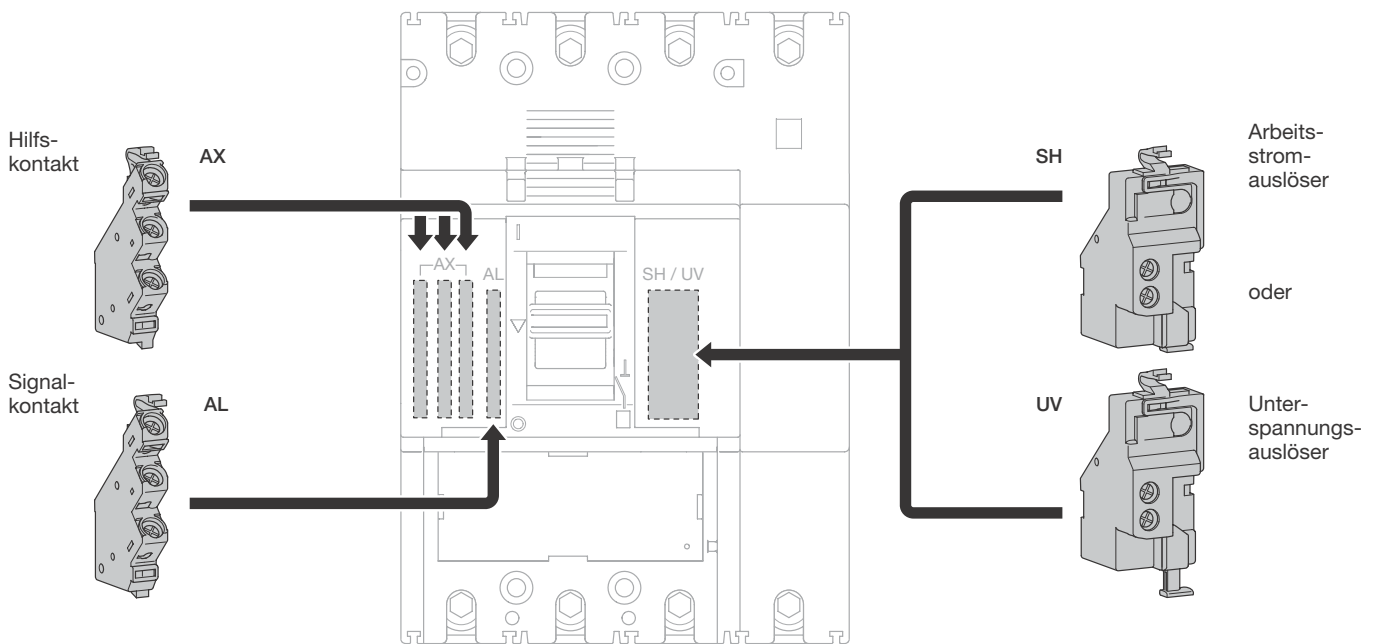 Hilfs-
kontakt
AX
SH
Arbeits-
strom-
auslöser
AX
AL
SH / UV
oder
Signal-
kontakt
AL
UV
Unter-
spannungs-
auslöser